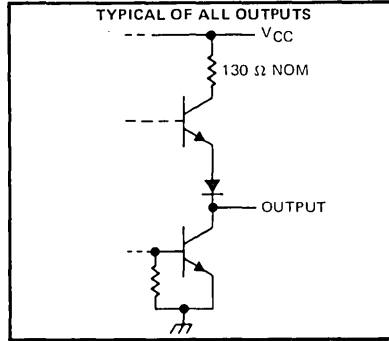 TYPICAL OF ALL OUTPUTS
VCC
130 Ω NOM
OUTPUT